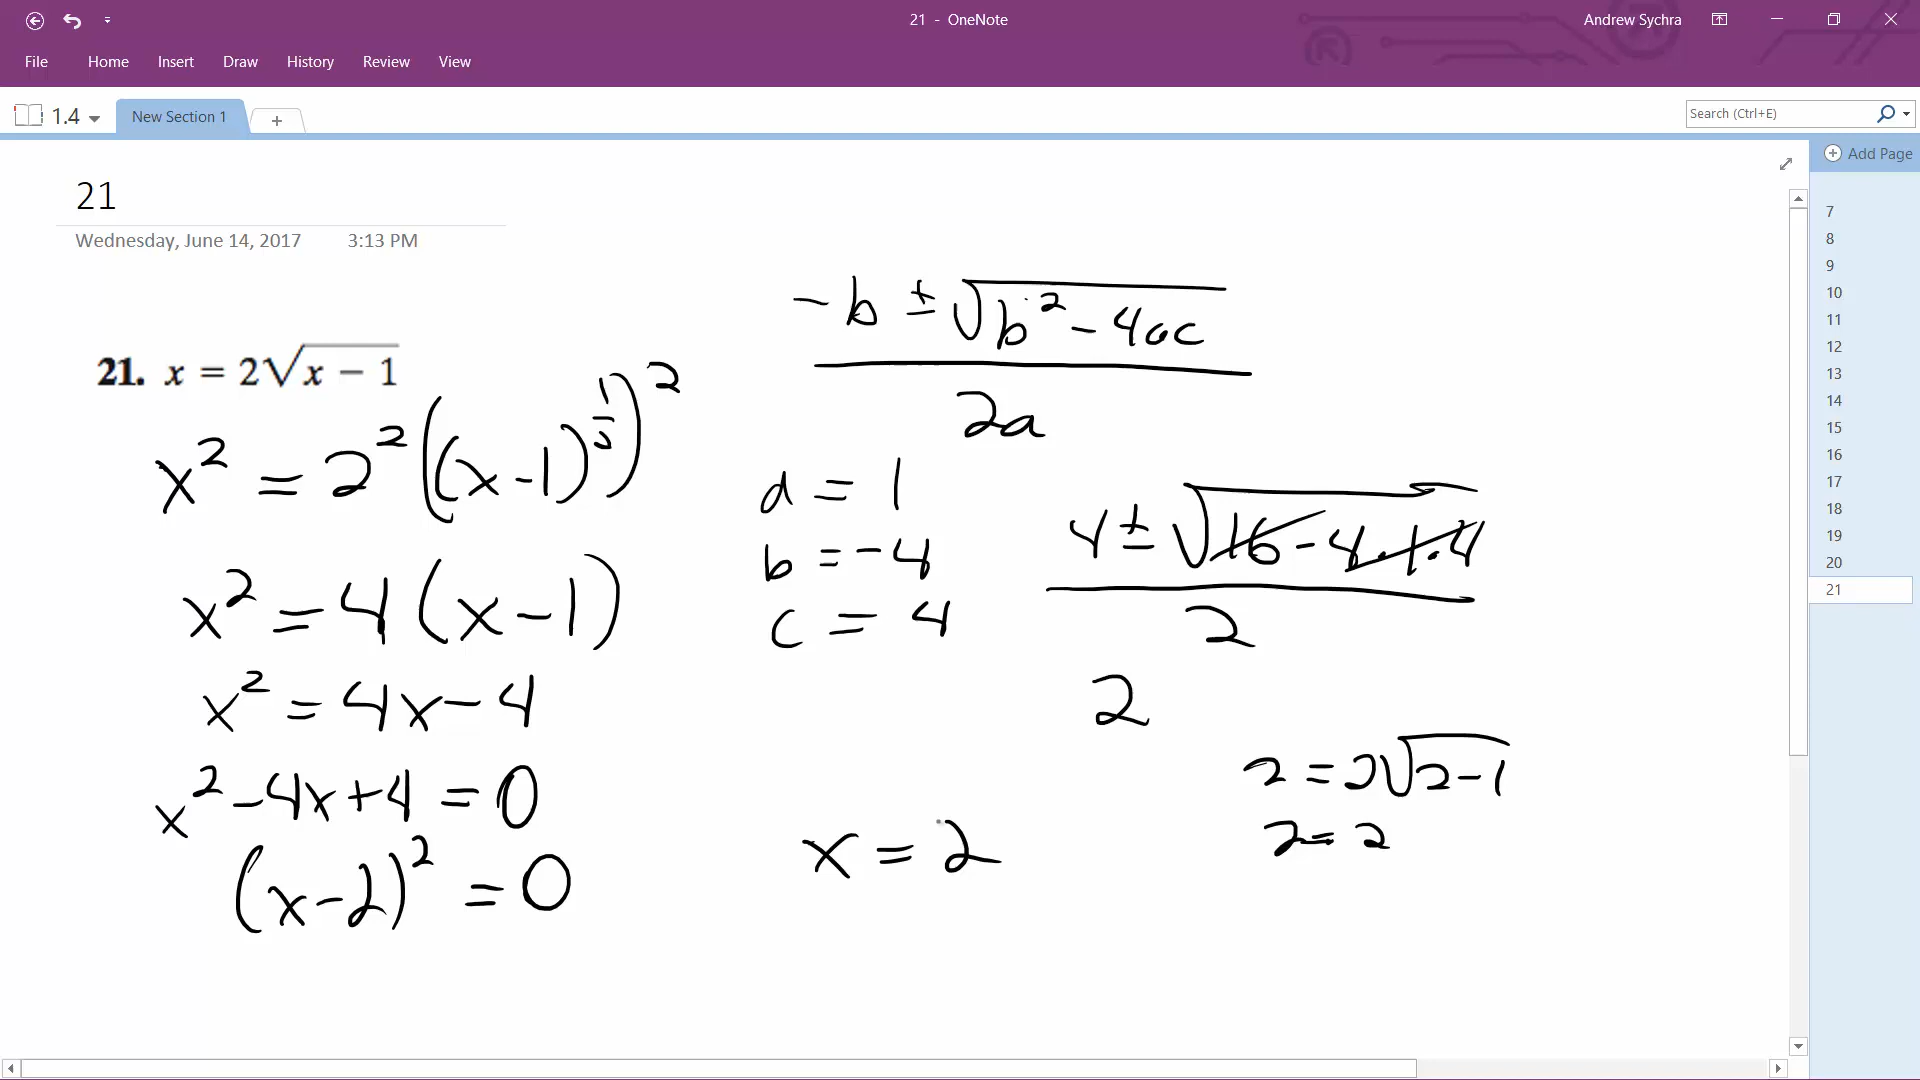 21 - OneNote
Andrew Sychra
File Home Insert Draw History Review View
1.4 New Section 1 +
Search (Ctrl+E)
Add Page
21
Wednesday, June 14, 2017 3:13 PM
21. x = 2√(x − 1)
x² = 2²((x-1)^(1/2))²
x² = 4(x-1)
x² = 4x-4
x²-4x+4 = 0
(x-2)² = 0
-b ± √(b²-4ac)
2a
a = 1
b = -4
c = 4
4 ± √(16-4·1·4)
2
2
x = 2
2 = 2√(2-1)
2 = 2
7
8
9
10
11
12
13
14
15
16
17
18
19
20
21